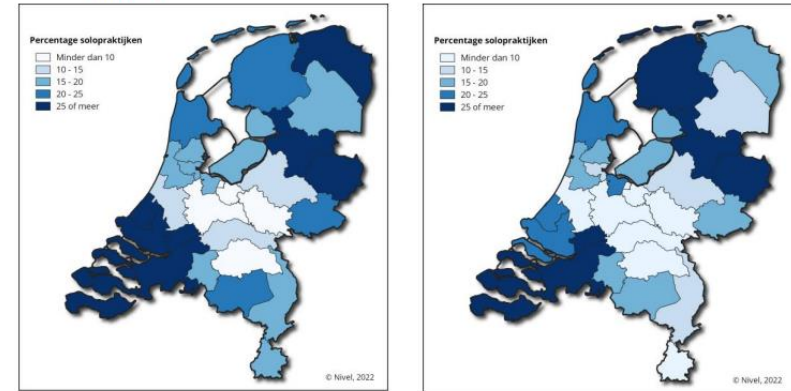 Percentage solopraktijken
Minder dan 10
10 - 15
15 - 20
20 - 25
25 of meer
© Nivel, 2022
Percentage solopraktijken
Minder dan 10
10 - 15
15 - 20
20 - 25
25 of meer
© Nivel, 2022